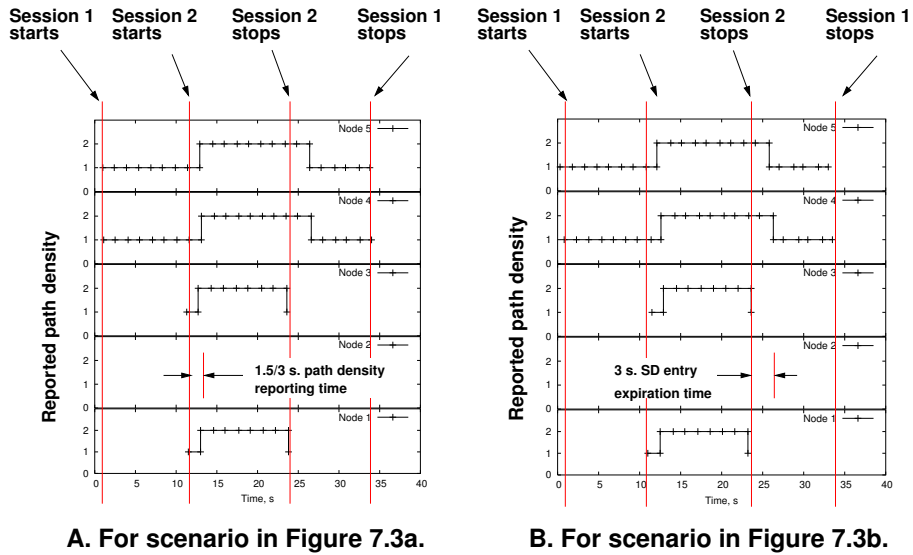 Session 1 starts
Session 2 starts
Session 2 stops
Session 1 stops
Reported path density
Node 5
2
1
0
Node 4
2
1
0
Node 3
2
1
0
Node 2
2
1
0
1.5/3 s. path density
reporting time
Node 1
2
1
0
0 5 10 15 20 25 30 35 40
Time, s
A. For scenario in Figure 7.3a.
Session 1 starts
Session 2 starts
Session 2 stops
Session 1 stops
Reported path density
Node 5
2
1
0
Node 4
2
1
0
Node 3
2
1
0
Node 2
2
1
0
3 s. SD entry
expiration time
Node 1
2
1
0
0 5 10 15 20 25 30 35 40
Time, s
B. For scenario in Figure 7.3b.